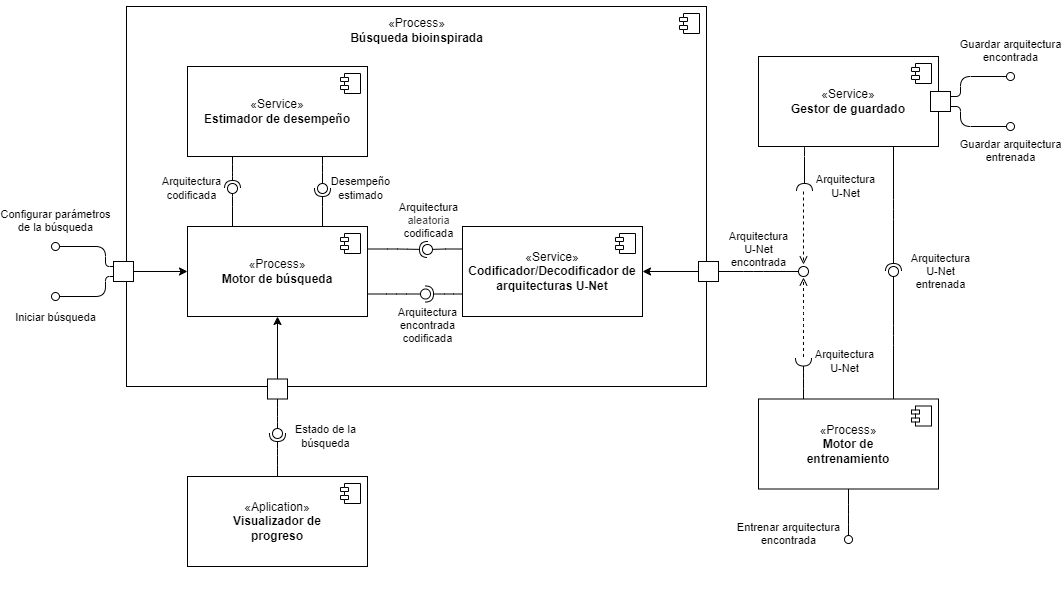 «Process»
Búsqueda bioinspirada
«Service»
Estimador de desempeño
Arquitectura
codificada
Desempeño
estimado
Configurar parámetros
de la búsqueda
Iniciar búsqueda
«Process»
Motor de búsqueda
Arquitectura
aleatoria
codificada
Arquitectura
encontrada
codificada
«Service»
Codificador/Decodificador de
arquitecturas U-Net
Estado de la
búsqueda
«Aplication»
Visualizador de
progreso
Guardar arquitectura
encontrada
«Service»
Gestor de guardado
Guardar arquitectura
entrenada
Arquitectura
U-Net
Arquitectura
U-Net
encontrada
Arquitectura
U-Net
entrenada
Arquitectura
U-Net
«Process»
Motor de
entrenamiento
Entrenar arquitectura
encontrada